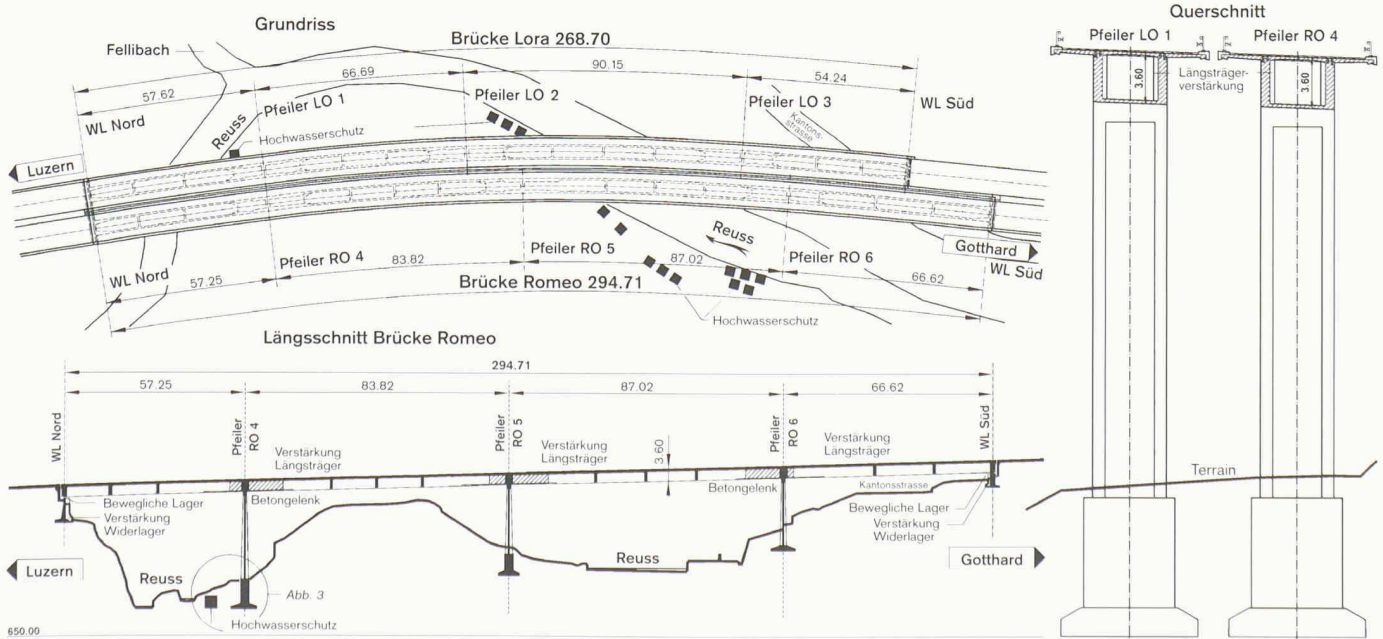 Grundriss
Fellibach
Brücke Lora 268.70
57.62
66.69
90.15
54.24
WL Nord
Reuss
Pfeiler LO 1
Pfeiler LO 2
Pfeiler LO 3
Kantons-
strasse
WL Süd
Hochwasserschutz
Luzern
Gotthard
WL Nord
Pfeiler RO 4
Pfeiler RO 5
Reuss
Pfeiler RO 6
WL Süd
57.25
83.82
87.02
66.62
Brücke Romeo 294.71
Hochwasserschutz
Längsschnitt Brücke Romeo
294.71
57.25
83.82
87.02
66.62
WL Nord
Pfeiler
RO 4
Pfeiler
RO 5
Pfeiler
RO 6
WL Süd
Verstärkung
Längsträger
Verstärkung
Längsträger
3.60
Verstärkung
Längsträger
Bewegliche Lager
Verstärkung
Widerlager
Betongelenk
Betongelenk
Kantonsstrasse
Bewegliche Lager
Verstärkung
Widerlager
Luzern
Reuss
Reuss
Gotthard
Abb. 3
Hochwasserschutz
650.00
Querschnitt
Pfeiler LO 1
Pfeiler RO 4
3.60
Längsträger-
verstärkung
3.60
Terrain